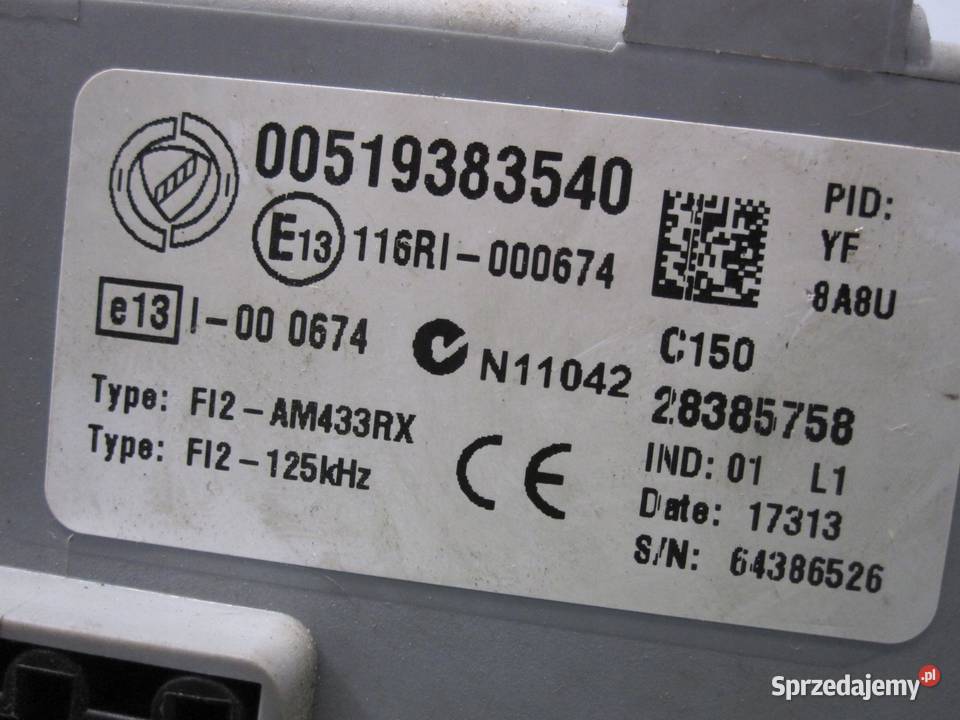 00519383540
E13 116RI-000674
e13 I-00 0674
N11042
Type: FI2-AM433RX
Type: FI2-125kHz
CE
PID:
YF
8A8U
C150
28385758
IND: 01 L1
Date: 17313
S/N: 64386526
Sprzedajemy.pl